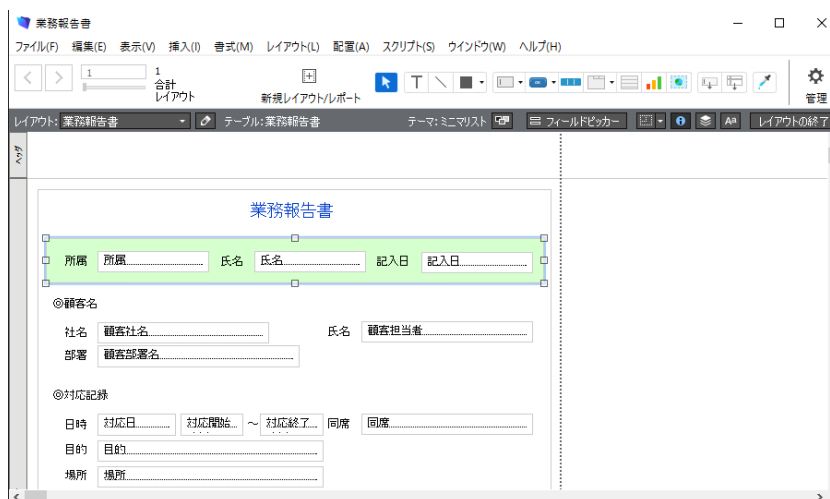 業務報告書
ファイル(F) 編集(E) 表示(V) 挿入(I) 書式(M) レイアウト(L) 配置(A) スクリプト(S) ウインドウ(W) ヘルプ(H)
1 1
合計
レイアウト 新規レイアウト/レポート 管理
レイアウト: 業務報告書 テーブル:業務報告書 テーマ:ミニマリスト フィールドピッカー Aa レイアウトの終了
ヘッダ
業務報告書
所属 所属 氏名 氏名 記入日 記入日
◎顧客名
社名 顧客社名 氏名 顧客担当者
部署 顧客部署名
◎対応記録
日時 対応日 対応開始 ～ 対応終了 同席 同席
目的 目的
場所 場所